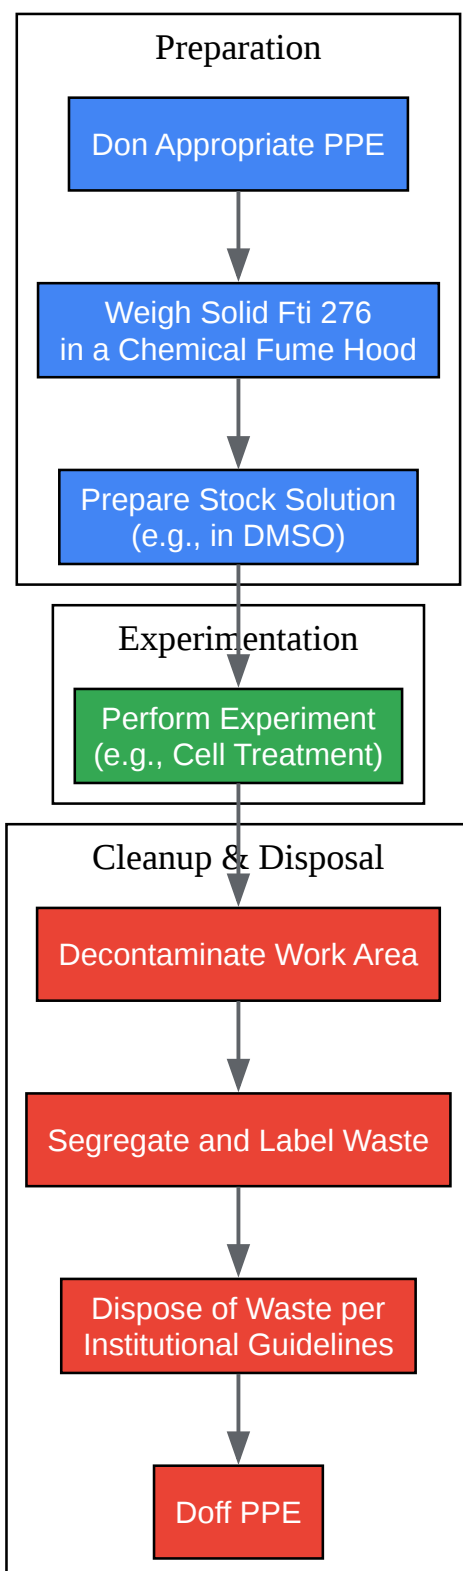 Preparation
Don Appropriate PPE
Weigh Solid Fti 276
in a Chemical Fume Hood
Prepare Stock Solution
(e.g., in DMSO)
Experimentation
Perform Experiment
(e.g., Cell Treatment)
Cleanup & Disposal
Decontaminate Work Area
Segregate and Label Waste
Dispose of Waste per
Institutional Guidelines
Doff PPE